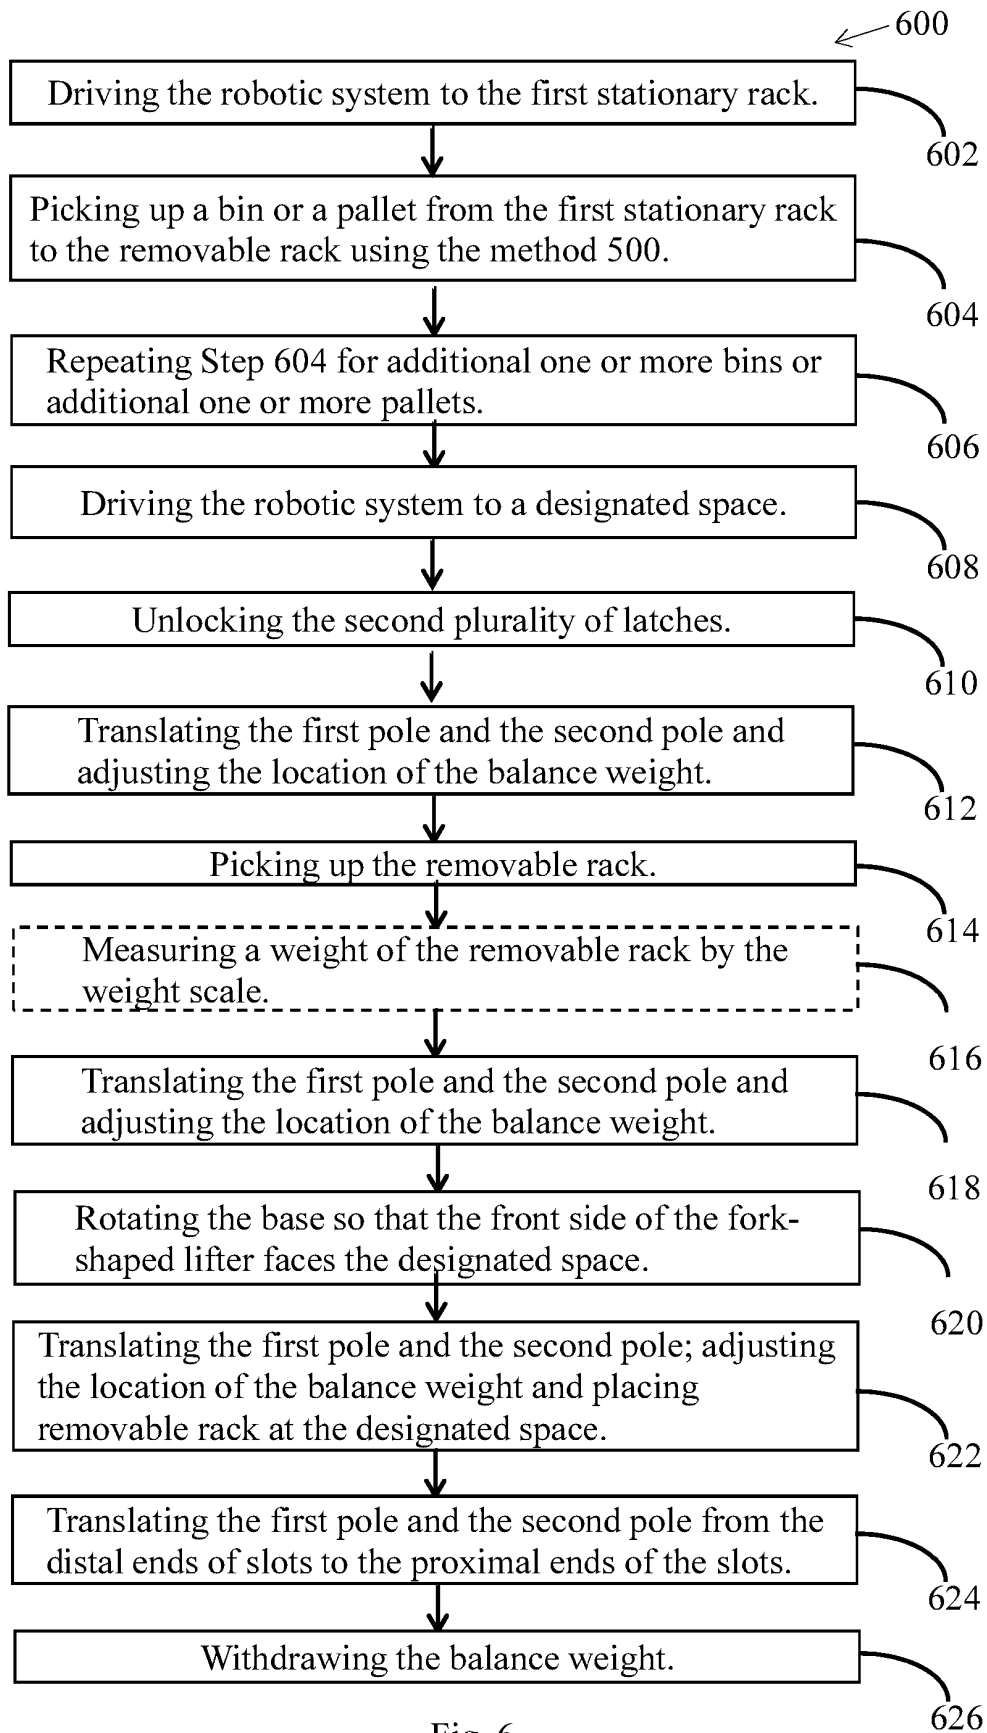 600
Driving the robotic system to the first stationary rack.
602
Picking up a bin or a pallet from the first stationary rack
to the removable rack using the method 500.
604
Repeating Step 604 for additional one or more bins or
additional one or more pallets.
606
Driving the robotic system to a designated space.
608
Unlocking the second plurality of latches.
610
Translating the first pole and the second pole and
adjusting the location of the balance weight.
612
Picking up the removable rack.
614
Measuring a weight of the removable rack by the
weight scale.
616
Translating the first pole and the second pole and
adjusting the location of the balance weight.
618
Rotating the base so that the front side of the fork-
shaped lifter faces the designated space.
620
Translating the first pole and the second pole; adjusting
the location of the balance weight and placing
removable rack at the designated space.
622
Translating the first pole and the second pole from the
distal ends of slots to the proximal ends of the slots.
624
Withdrawing the balance weight.
626
Fig. 6